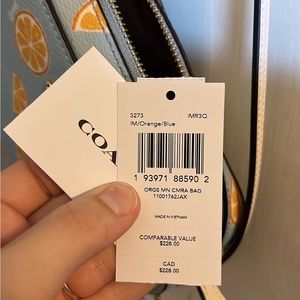 COA
3273 IMR3Q
IM/Orange/Blue
1 93971 88590 2
ORGS MN CMRA BAG
11001762JAX
MADE IN VIETNAM
COMPARABLE VALUE
$228.00
CAD
$228.00